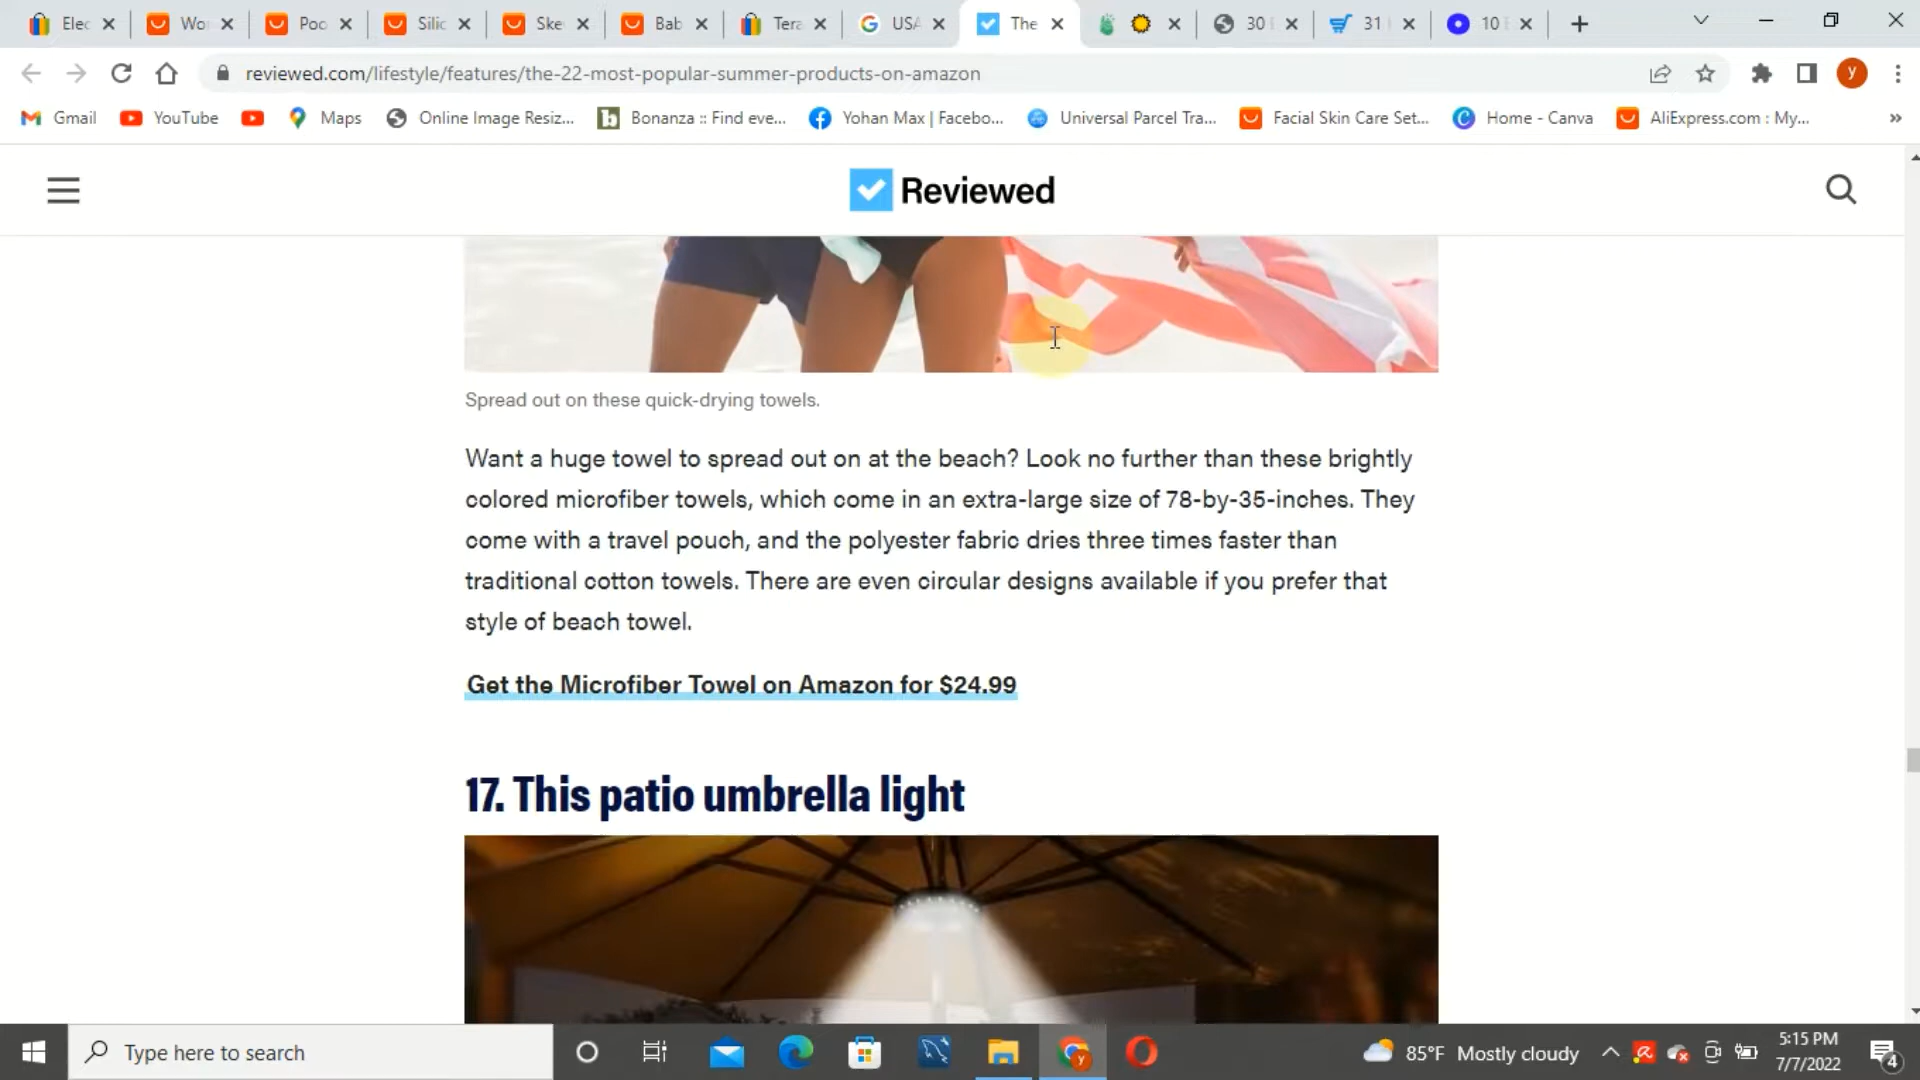 Elec
Wo
Poo
Silic
Ske
Bab
Tera
USA
The
30
31
10
reviewed.com/lifestyle/features/the-22-most-popular-summer-products-on-amazon
y
Gmail
YouTube
Maps
Online Image Resiz...
Bonanza :: Find eve...
Yohan Max | Facebo...
Universal Parcel Tra...
Facial Skin Care Set...
Home - Canva
AliExpress.com : My...
Reviewed
Spread out on these quick-drying towels.
Want a huge towel to spread out on at the beach? Look no further than these brightly
colored microfiber towels, which come in an extra-large size of 78-by-35-inches. They
come with a travel pouch, and the polyester fabric dries three times faster than
traditional cotton towels. There are even circular designs available if you prefer that
style of beach towel.
Get the Microfiber Towel on Amazon for $24.99
17. This patio umbrella light
Type here to search
85°F Mostly cloudy
5:15 PM
7/7/2022
4